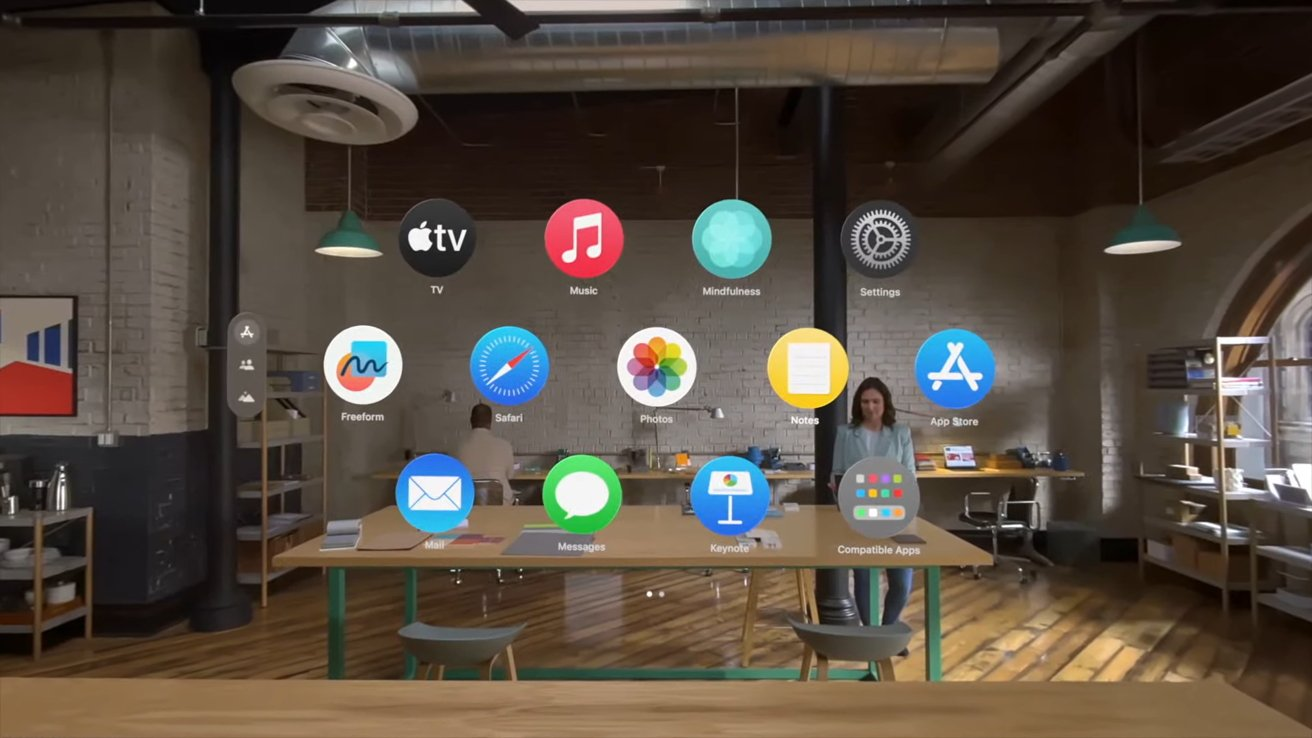 tv
TV
Music
Mindfulness
Settings
Freeform
Safari
Photos
Notes
App Store
Mail
Messages
Keynote
Compatible Apps